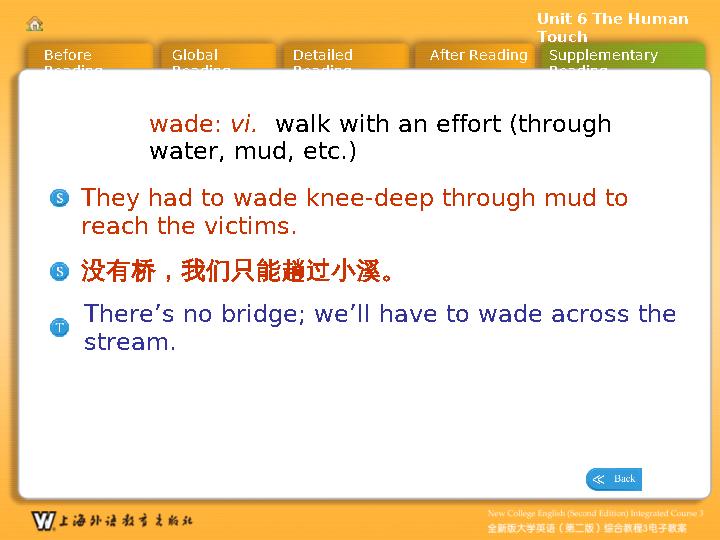 Unit 6 The Human
Touch
Before
Reading
Global
Reading
Detailed
Reading
After Reading
Supplementary
Reading
wade: vi. walk with an effort (through
water, mud, etc.)
S
They had to wade knee-deep through mud to
reach the victims.
S
没有桥，我们只能趟过小溪。
T
There’s no bridge; we’ll have to wade across the
stream.
≪ Back
W 上海外语教育出版社
New College English (Second Edition) Integrated Course 3
全新版大学英语（第二版）综合教程3电子教案